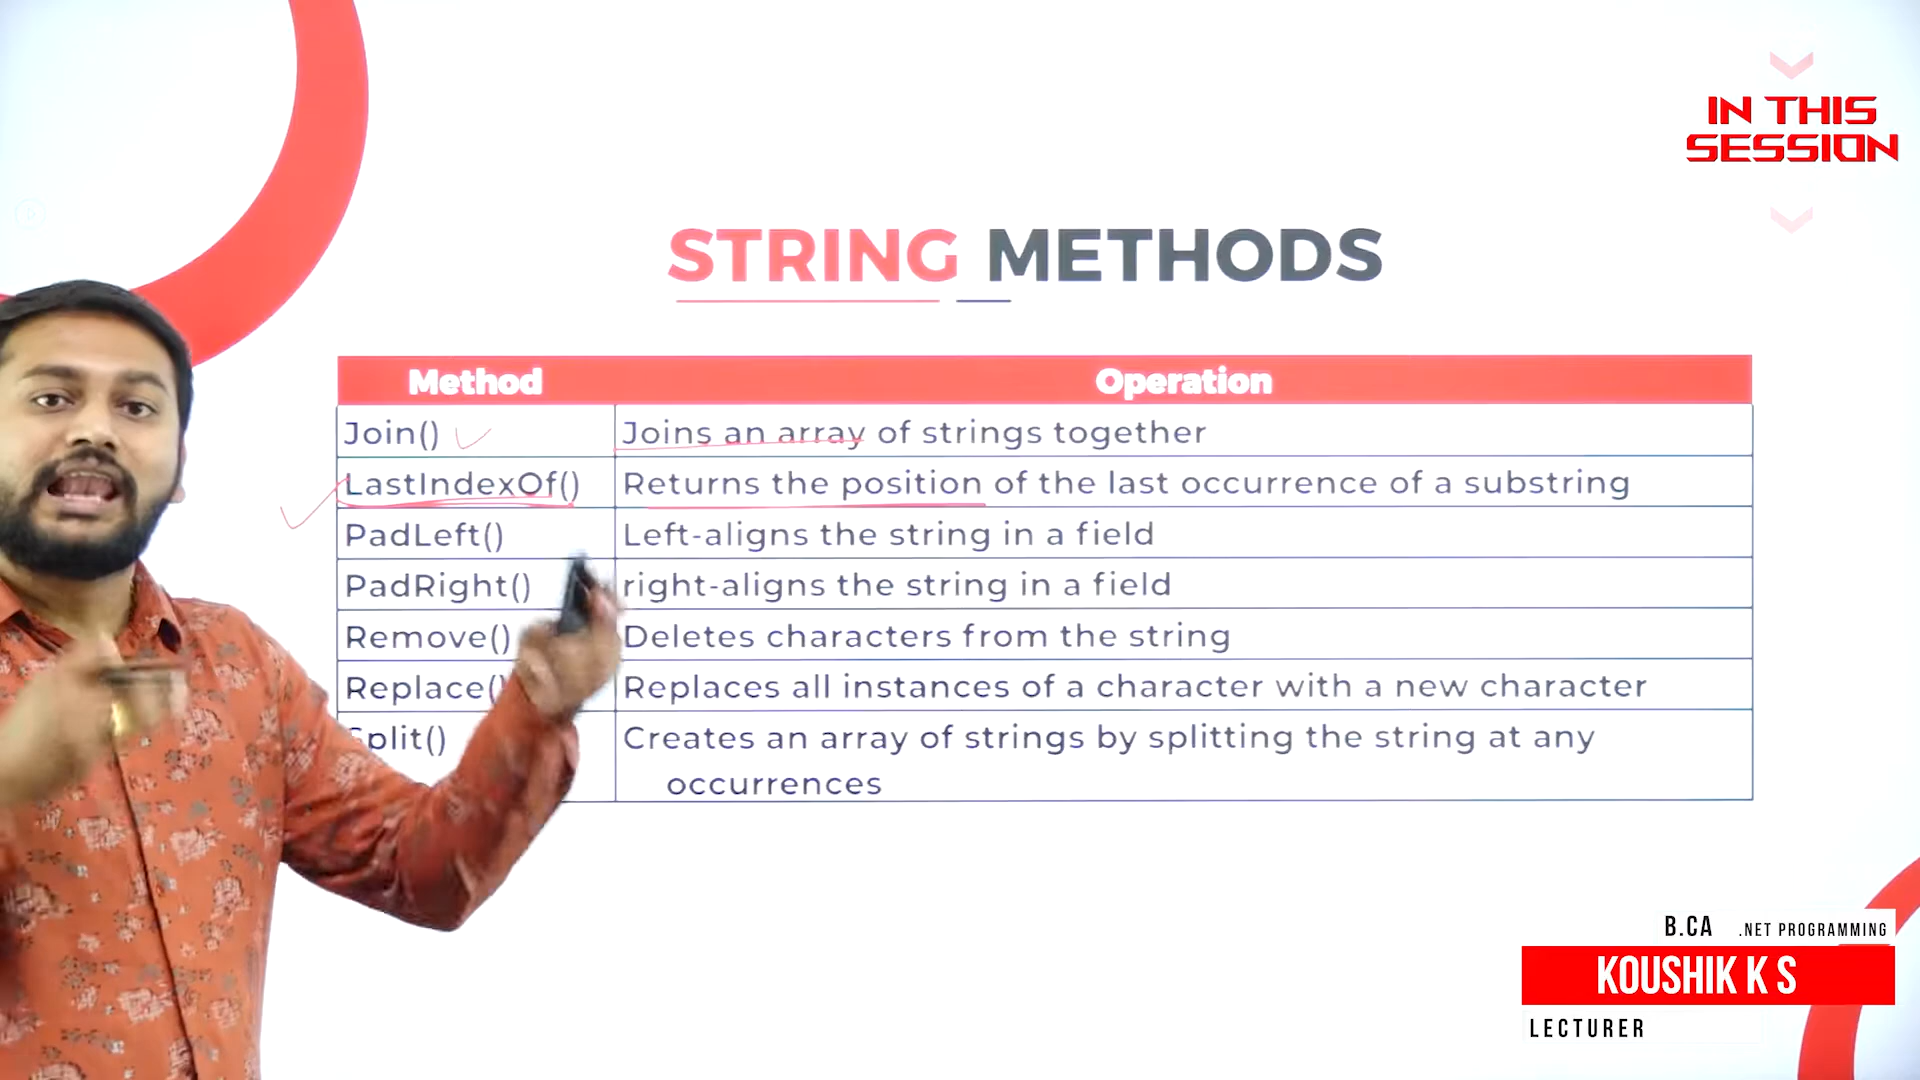 IN THIS
SESSION
STRING METHODS
Method Operation
Join() Joins an array of strings together
LastIndexOf() Returns the position of the last occurrence of a substring
PadLeft() Left-aligns the string in a field
PadRight() right-aligns the string in a field
Remove() Deletes characters from the string
Replace() Replaces all instances of a character with a new character
Split() Creates an array of strings by splitting the string at any
occurrences
B.CA .NET PROGRAMMING
KOUSHIK K S
LECTURER